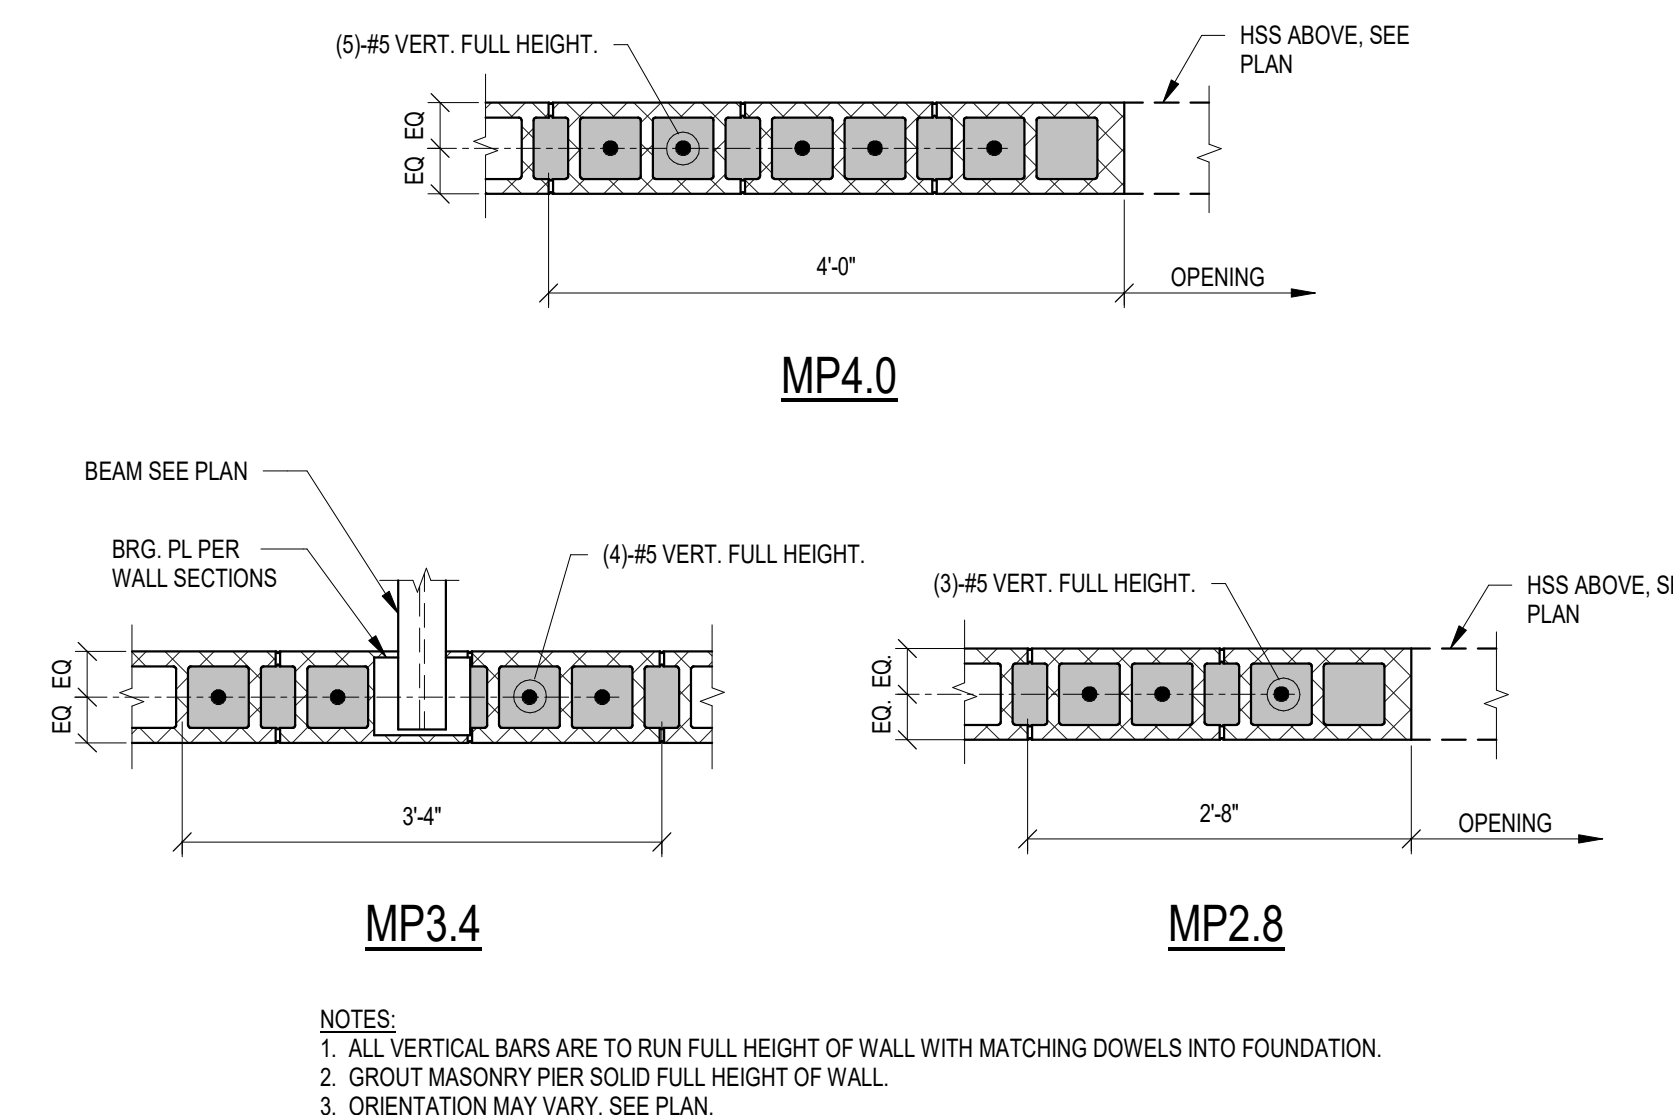 (5)-#5 VERT. FULL HEIGHT.
HSS ABOVE, SEE
PLAN
EQ
EQ
4'-0"
OPENING
MP4.0
BEAM SEE PLAN
BRG. PL PER
WALL SECTIONS
(4)-#5 VERT. FULL HEIGHT.
EQ
EQ
3'-4"
MP3.4
(3)-#5 VERT. FULL HEIGHT.
HSS ABOVE,
PLAN
EQ.
EQ.
2'-8"
OPENING
MP2.8
NOTES:
1. ALL VERTICAL BARS ARE TO RUN FULL HEIGHT OF WALL WITH MATCHING DOWELS INTO FOUNDATION.
2. GROUT MASONRY PIER SOLID FULL HEIGHT OF WALL.
3. ORIENTATION MAY VARY. SEE PLAN.